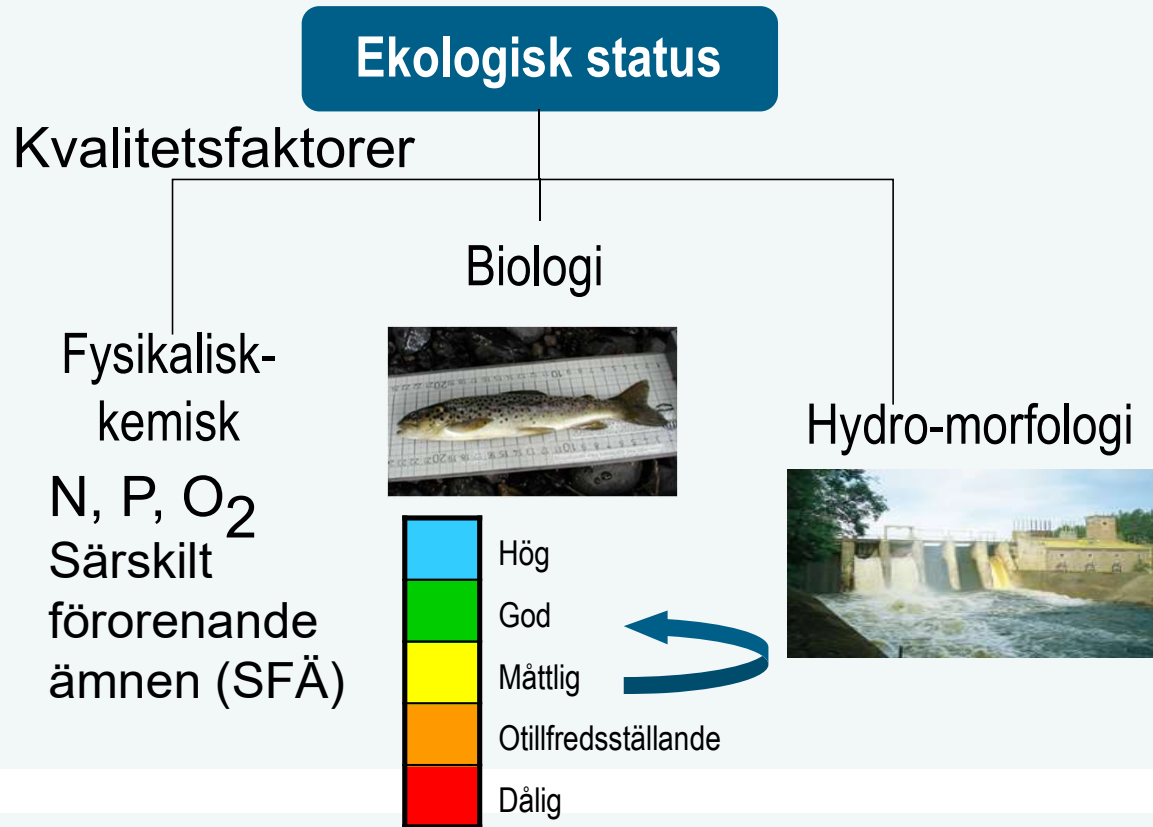 Ekologisk status
Kvalitetsfaktorer
Biologi
Fysikalisk-
kemisk
N, P, O2
Särskilt
förorenande
ämnen (SFÄ)
Hydro-morfologi
Hög
God
Måttlig
Otillfredsställande
Dålig